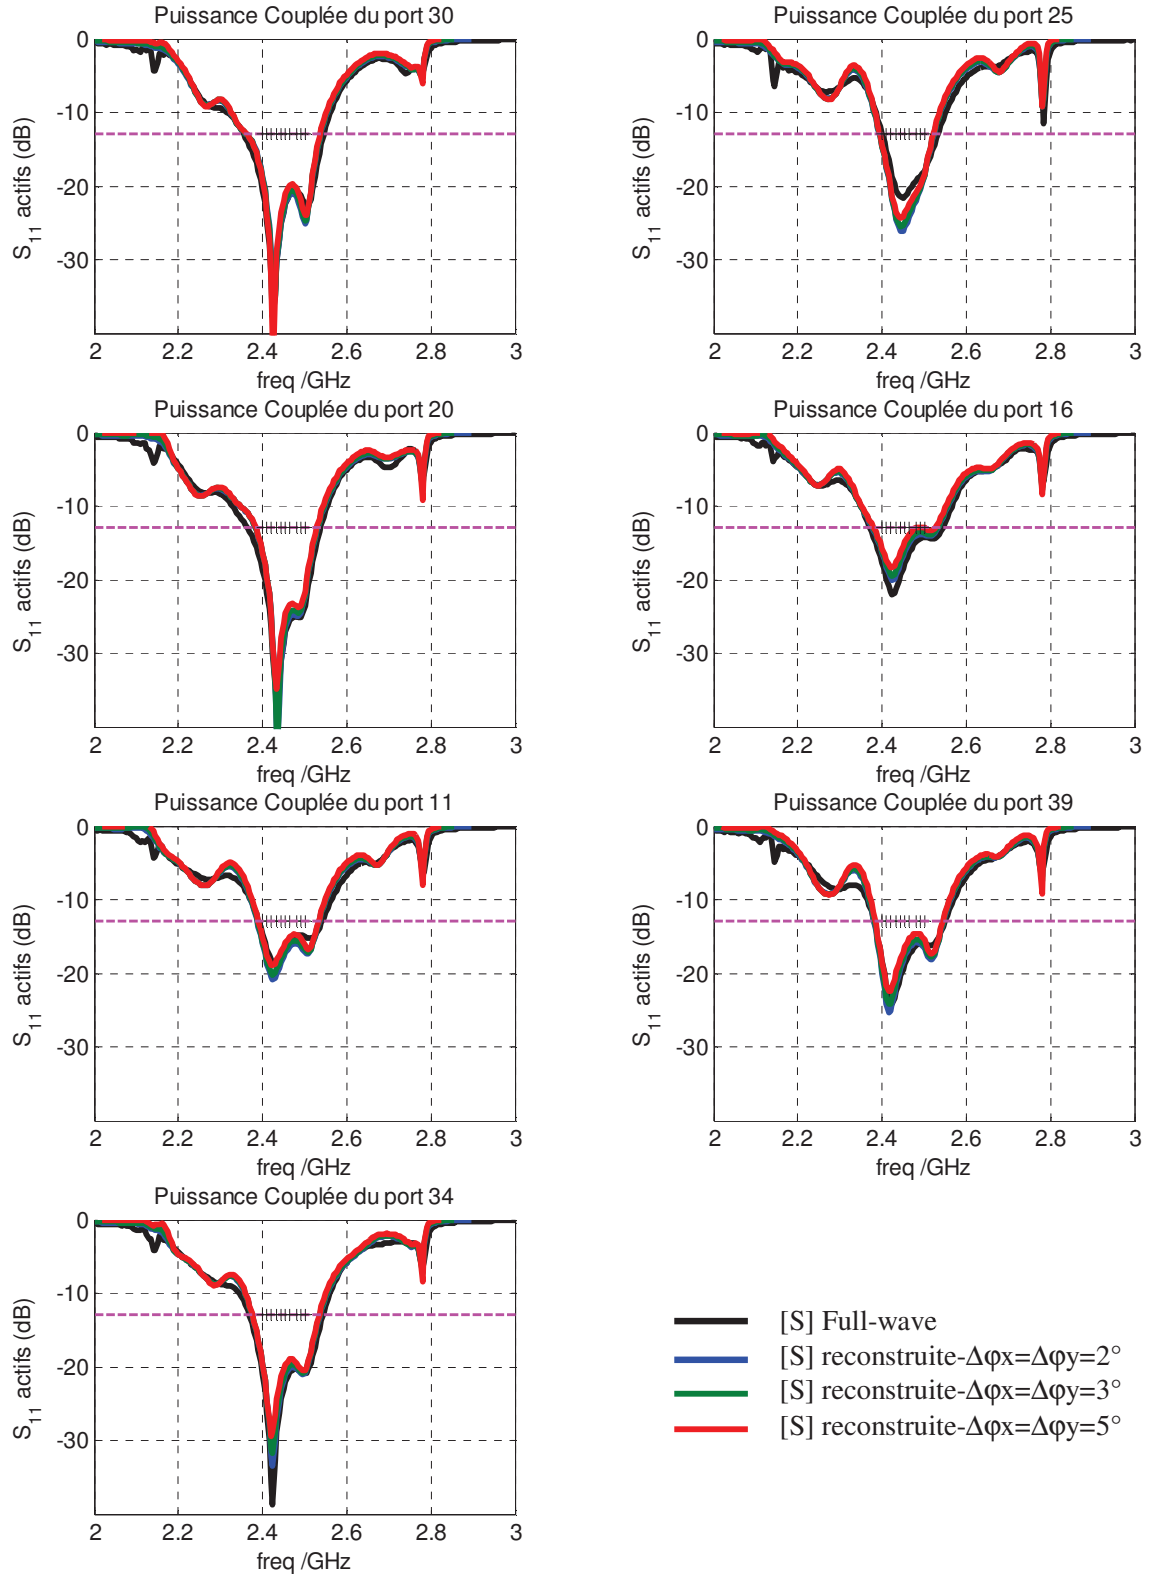 Puissance Couplée du port 30
0
-10
-20
-30
S11 actifs (dB)
2 2.2 2.4 2.6 2.8 3
freq /GHz
Puissance Couplée du port 25
0
-10
-20
-30
S11 actifs (dB)
2 2.2 2.4 2.6 2.8 3
freq /GHz
Puissance Couplée du port 20
0
-10
-20
-30
S11 actifs (dB)
2 2.2 2.4 2.6 2.8 3
freq /GHz
Puissance Couplée du port 16
0
-10
-20
-30
S11 actifs (dB)
2 2.2 2.4 2.6 2.8 3
freq /GHz
Puissance Couplée du port 11
0
-10
-20
-30
S11 actifs (dB)
2 2.2 2.4 2.6 2.8 3
freq /GHz
Puissance Couplée du port 39
0
-10
-20
-30
S11 actifs (dB)
2 2.2 2.4 2.6 2.8 3
freq /GHz
Puissance Couplée du port 34
0
-10
-20
-30
S11 actifs (dB)
2 2.2 2.4 2.6 2.8 3
freq /GHz
[S] Full-wave
[S] reconstruite-Δφx=Δφy=2°
[S] reconstruite-Δφx=Δφy=3°
[S] reconstruite-Δφx=Δφy=5°